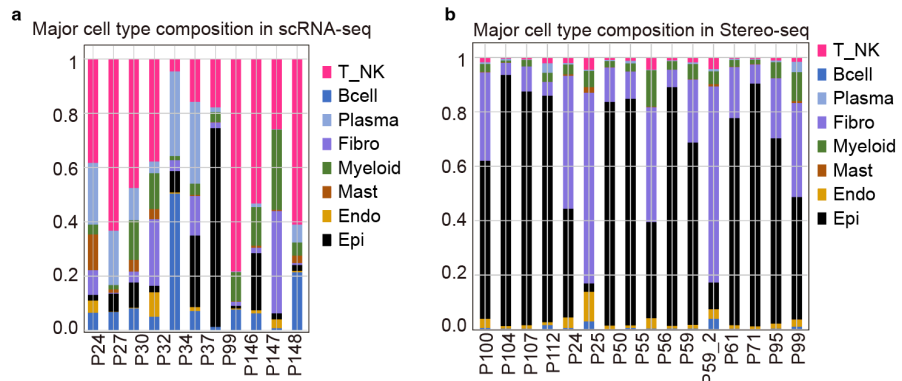 a
Major cell type composition in scRNA-seq
1
0.8
0.6
0.4
0.2
0.0
P24
P27
P30
P32
P34
P37
P99
P146
P147
P148
T_NK
Bcell
Plasma
Fibro
Myeloid
Mast
Endo
Epi
b
Major cell type composition in Stereo-seq
1
0.8
0.6
0.4
0.2
0.0
P100
P104
P107
P112
P24
P25
P50
P55
P56
P59
P59_2
P61
P71
P95
P99
T_NK
Bcell
Plasma
Fibro
Myeloid
Mast
Endo
Epi